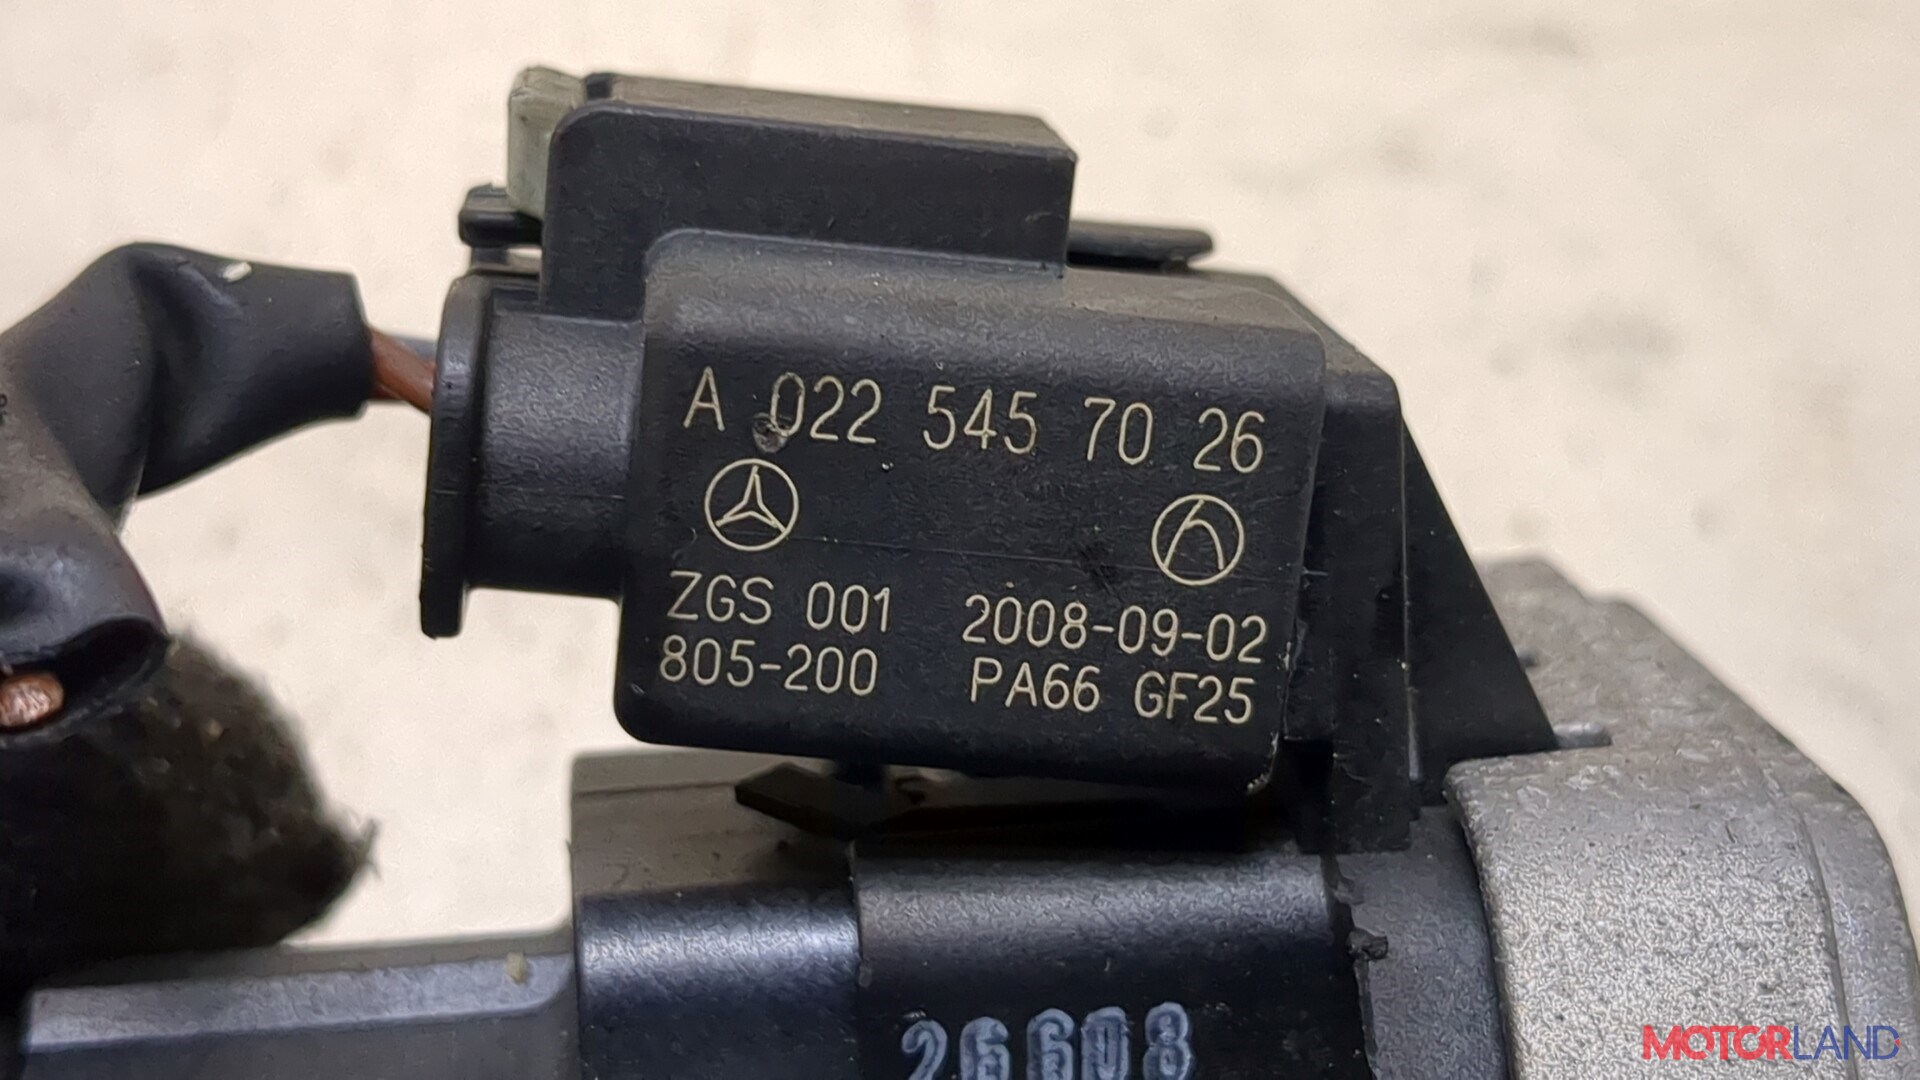 A 022 545 70 26
ZGS 001 2008-09-02
805-200 PA66 GF25
26608
MOTORLAND